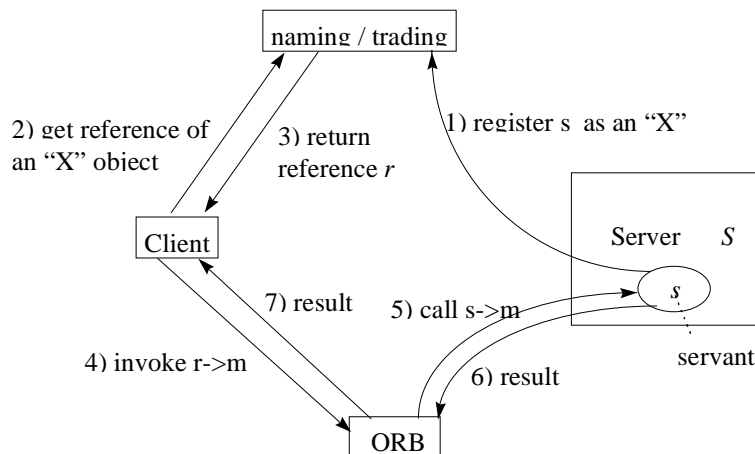 naming / trading
2) get reference of
an “X” object
3) return
reference r
1) register s as an “X”
Client
Server S
s
7) result
5) call s->m
4) invoke r->m
6) result
servant
ORB